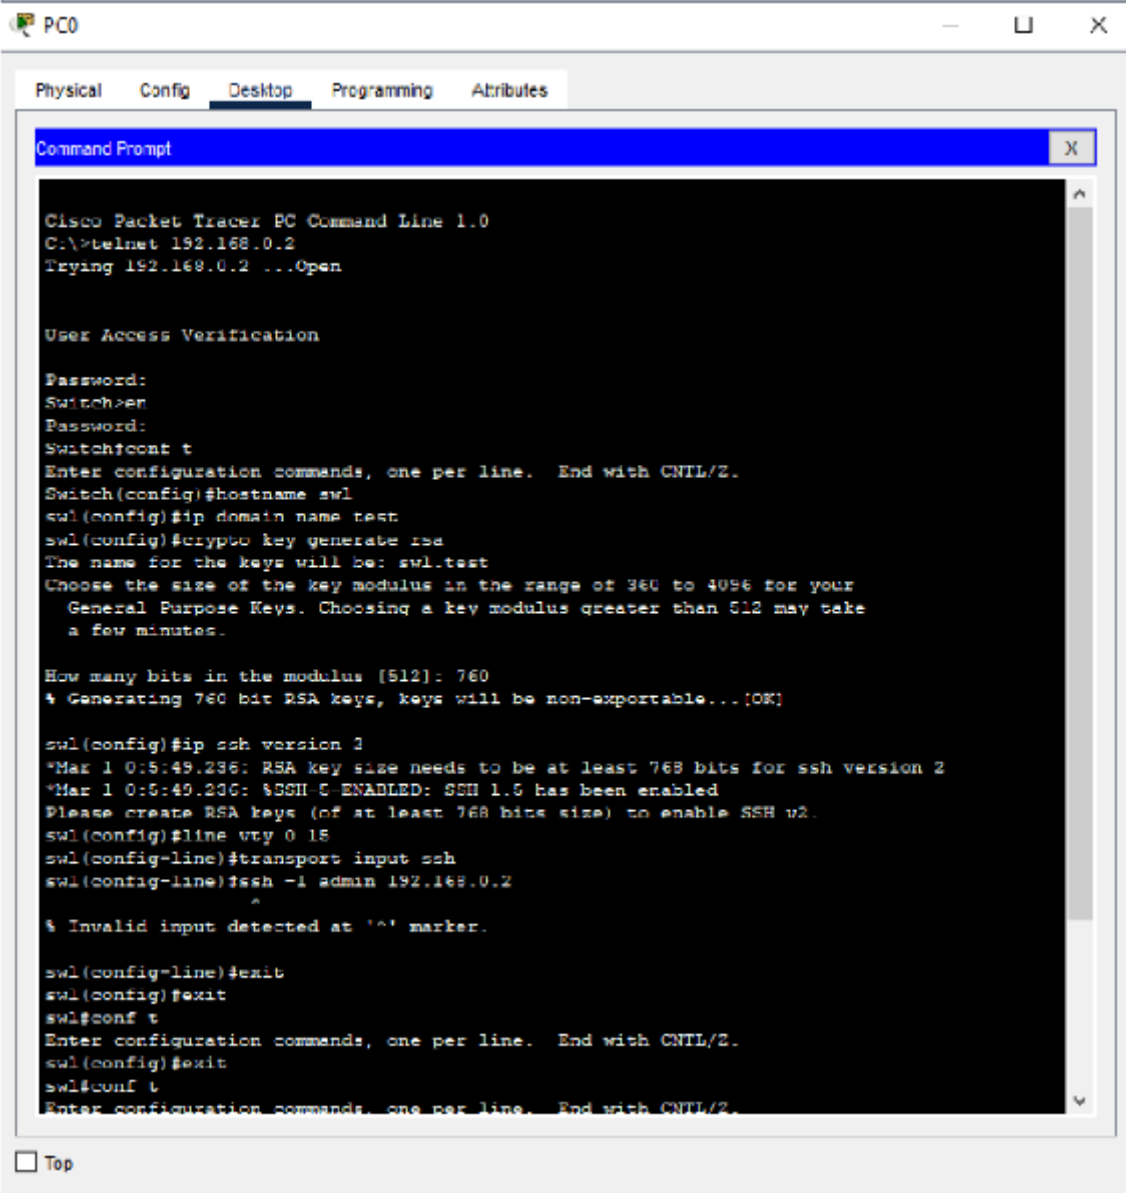 PC0
Physical Config Desktop Programming Attributes
Command Prompt
X
Cisco Packet Tracer PC Command Line 1.0
C:\>telnet 192.168.0.2
Trying 192.168.0.2 ...Open
User Access Verification
Password:
Switch>en
Password:
Switch#conf t
Enter configuration commands, one per line. End with CNTL/Z.
Switch(config)#hostname sw1
sw1(config)#ip domain name test
sw1(config)#crypto key generate rsa
The name for the keys will be: sw1.test
Choose the size of the key modulus in the range of 360 to 4096 for your
General Purpose Keys. Choosing a key modulus greater than 512 may take
a few minutes.
How many bits in the modulus [512]: 760
% Generating 760 bit RSA keys, keys will be non-exportable...[OK]
sw1(config)#ip ssh version 2
*Mar 1 0:5:49.236: RSA key size needs to be at least 768 bits for ssh version 2
*Mar 1 0:5:49.236: %SSH-5-ENABLED: SSH 1.5 has been enabled
Please create RSA keys (of at least 768 bits size) to enable SSH v2.
sw1(config)#line vty 0 15
sw1(config-line)#transport input ssh
sw1(config-line)#ssh -l admin 192.168.0.2
^
% Invalid input detected at '^' marker.
sw1(config-line)#exit
sw1(config)#exit
sw1#conf t
Enter configuration commands, one per line. End with CNTL/Z.
sw1(config)#exit
sw1#conf t
Enter configuration commands, one per line. End with CNTL/Z.
Top